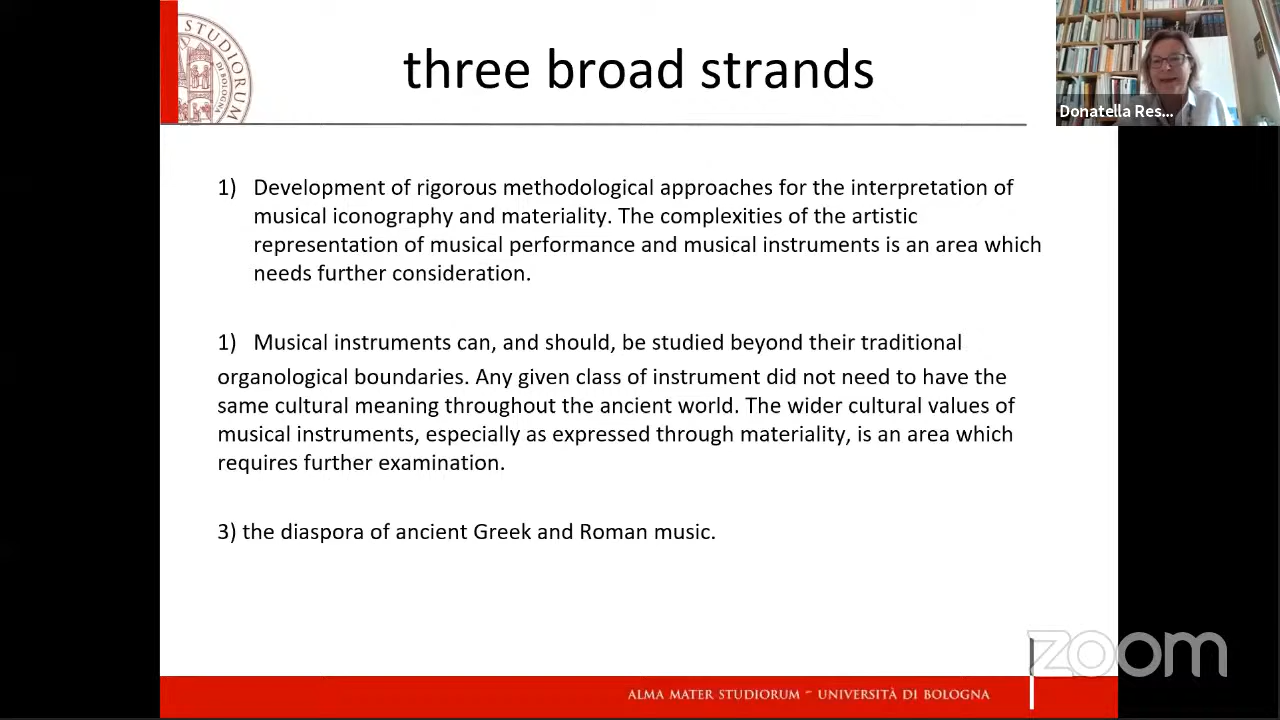 three broad strands
Donatella Res...
1) Development of rigorous methodological approaches for the interpretation of
musical iconography and materiality. The complexities of the artistic
representation of musical performance and musical instruments is an area which
needs further consideration.
1) Musical instruments can, and should, be studied beyond their traditional
organological boundaries. Any given class of instrument did not need to have the
same cultural meaning throughout the ancient world. The wider cultural values of
musical instruments, especially as expressed through materiality, is an area which
requires further examination.
3) the diaspora of ancient Greek and Roman music.
zoom
ALMA MATER STUDIORUM – UNIVERSITÀ DI BOLOGNA
STUDIORUM
DI BOLOGNA